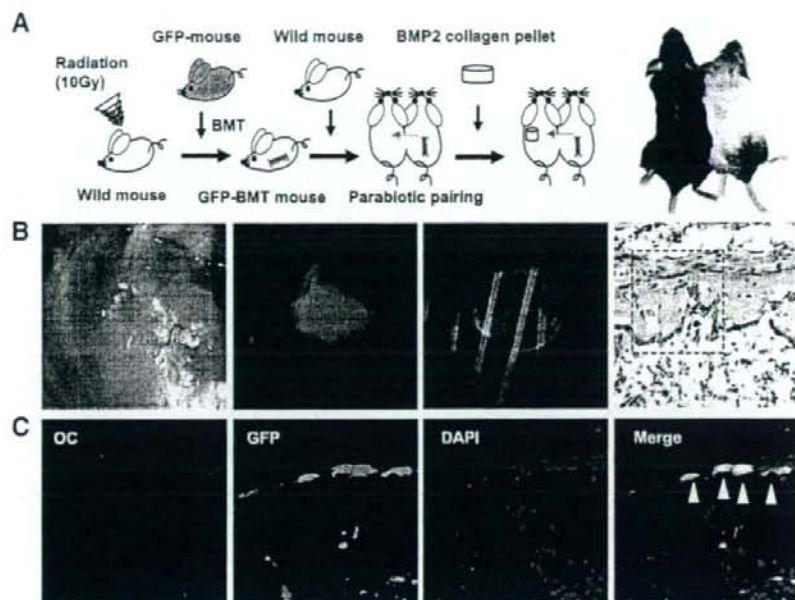 A
GFP-mouse
Wild mouse
BMP2 collagen pellet
Radiation
(10Gy)
BMT
Wild mouse
GFP-BMT mouse
Parabiotic pairing
B
C
OC
GFP
DAPI
Merge